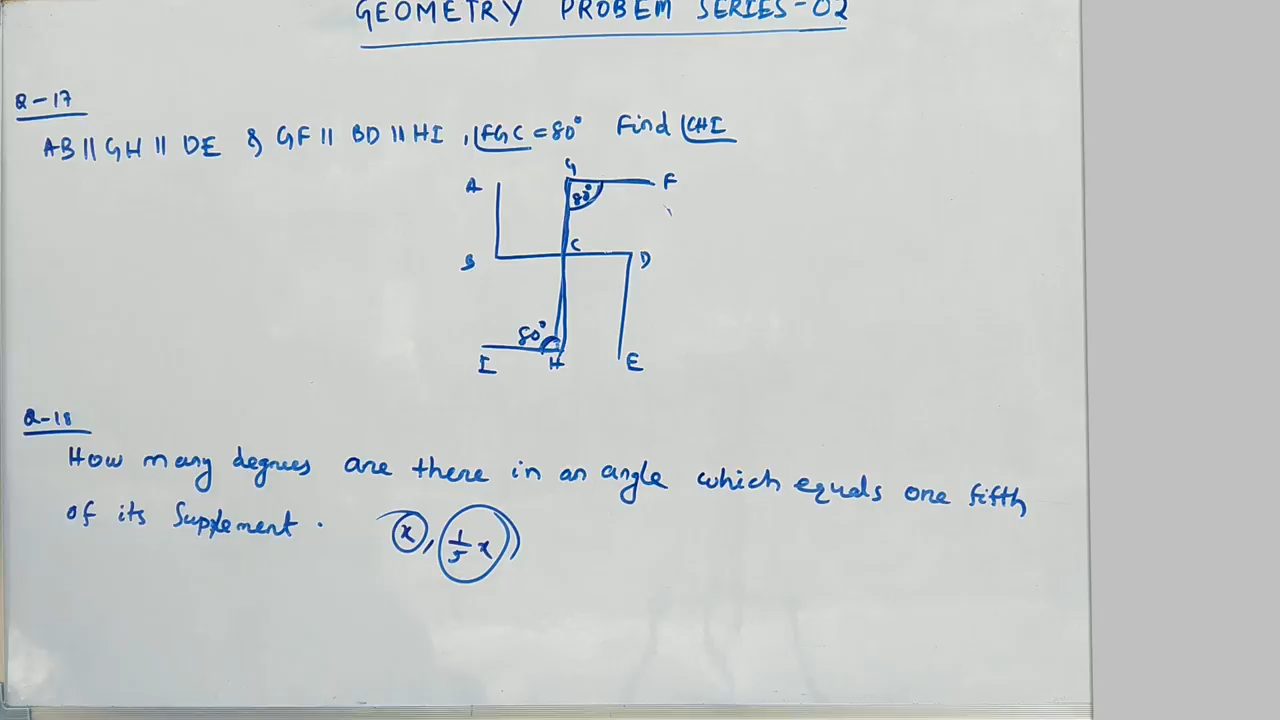 GEOMETRY PROBEM SERIES-02
Q-17
AB || GH || DE & GF || BD || HI, ∠FGC = 80° Find ∠CHI
G
A F
80°
C
B D
80°
I H E
Q-18
How many degrees are there in an angle which equals one fifth
of its Supplement.
x, 1/5 x